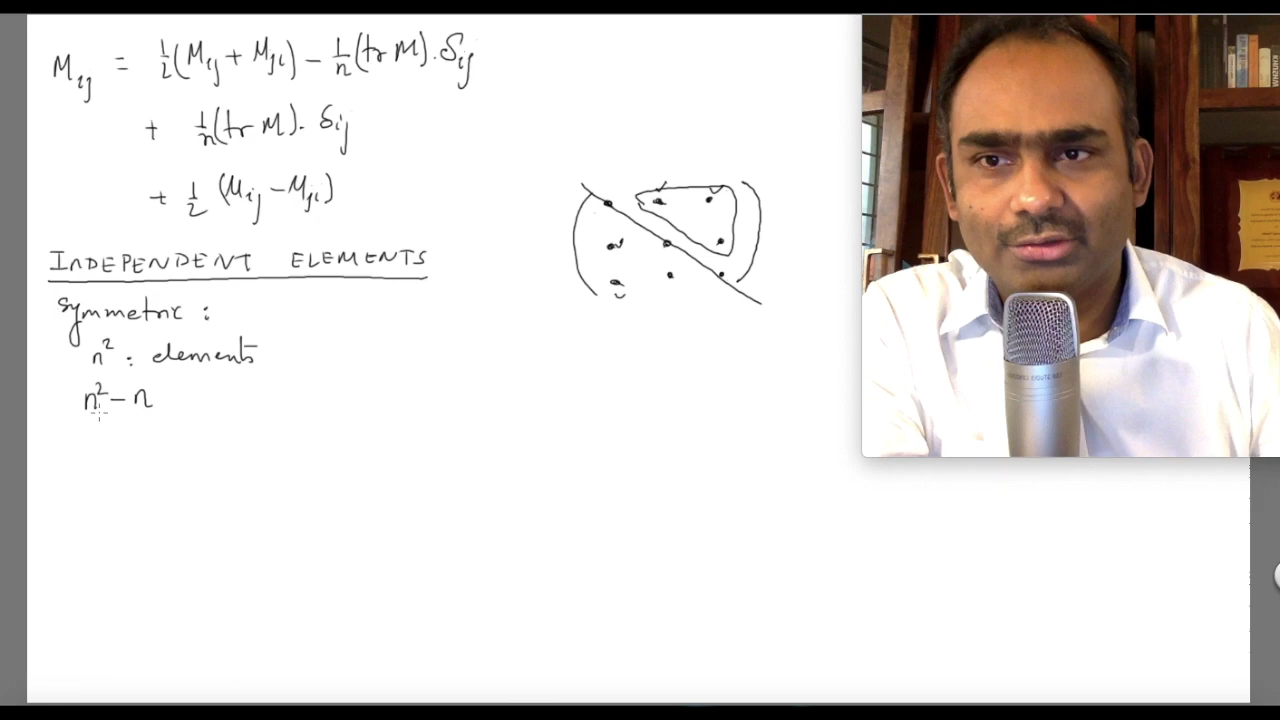 M_ij = ½(M_ij + M_ji) − 1/n (tr M). δ_ij
+ 1/n (tr M). δ_ij
+ ½ (M_ij − M_ji)
INDEPENDENT ELEMENTS
Symmetric :
n² : elements
n² − n